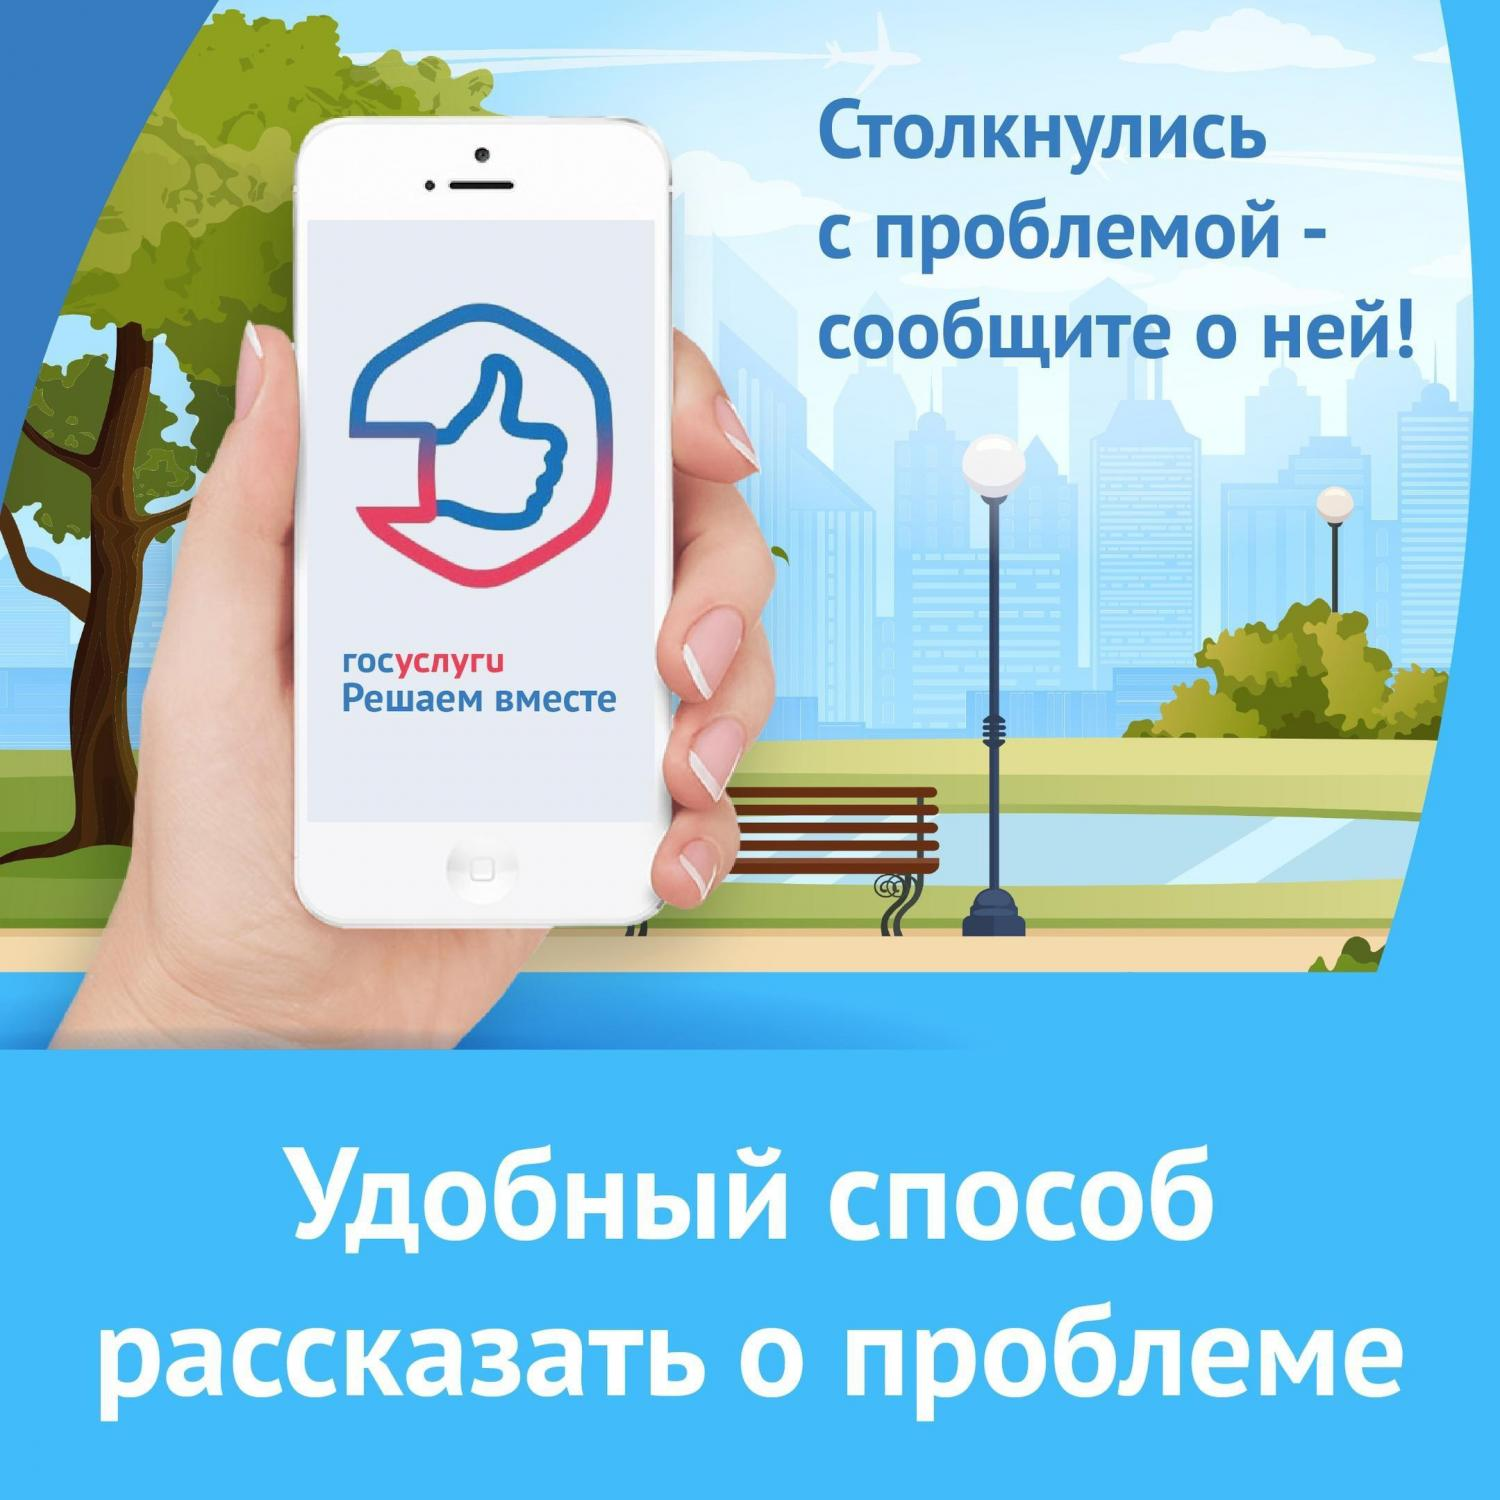 Столкнулись
с проблемой -
сообщите о ней!
госуслуги
Решаем вместе
Удобный способ
рассказать о проблеме